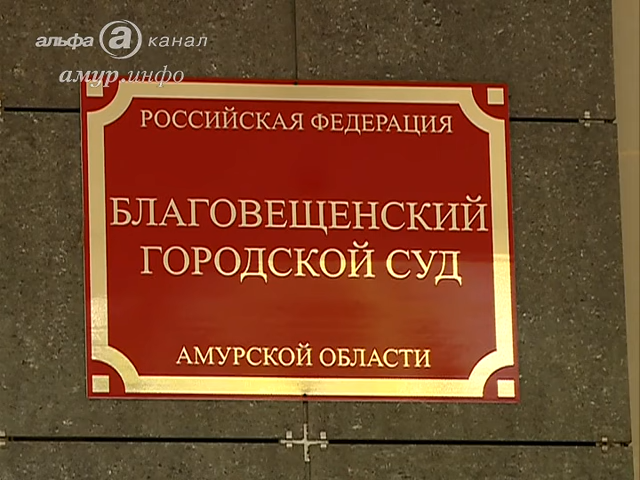 альфа а канал
амур.инфо
РОССИЙСКАЯ ФЕДЕРАЦИЯ
БЛАГОВЕЩЕНСКИЙ
ГОРОДСКОЙ СУД
АМУРСКОЙ ОБЛАСТИ